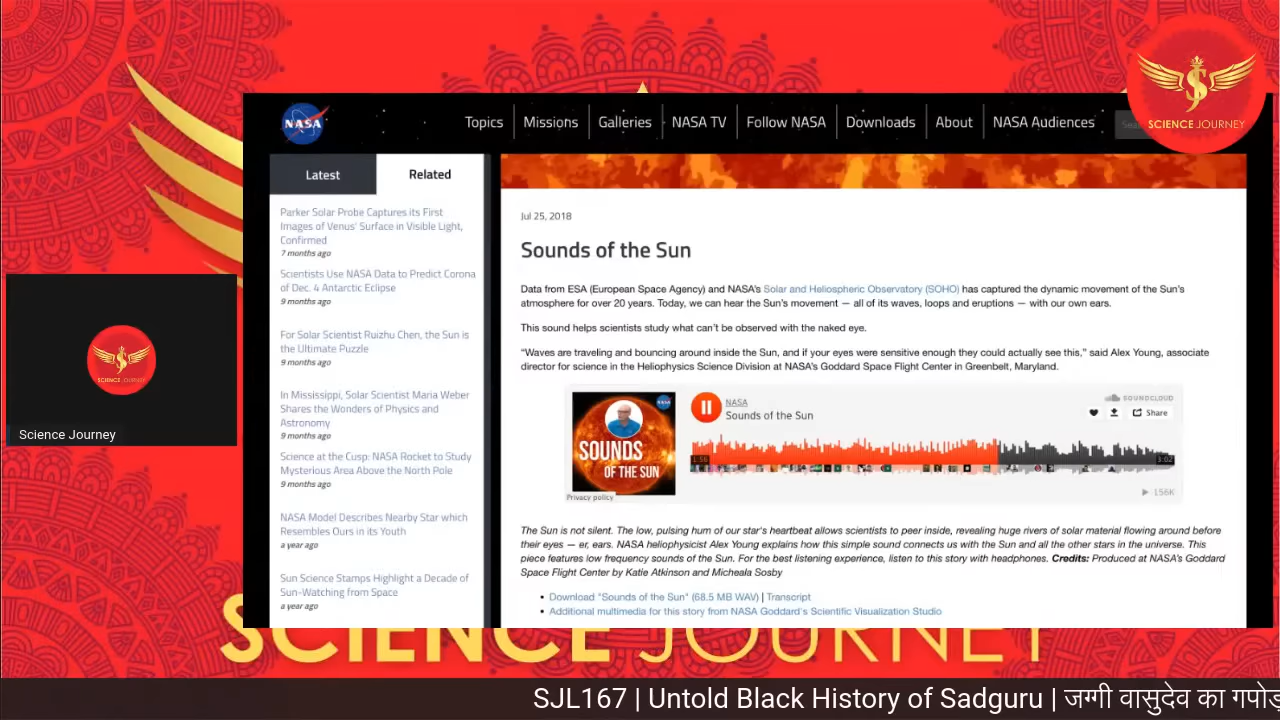 NASA
Topics
Missions
Galleries
NASA TV
Follow NASA
Downloads
About
NASA Audiences
SCIENCE JOURNEY
Latest
Related
Parker Solar Probe Captures its First
Images of Venus' Surface in Visible Light,
Confirmed
7 months ago
Scientists Use NASA Data to Predict Corona
of Dec. 4 Antarctic Eclipse
9 months ago
For Solar Scientist Ruizhu Chen, the Sun is
the Ultimate Puzzle
9 months ago
In Mississippi, Solar Scientist Maria Weber
Shares the Wonders of Physics and
Astronomy
9 months ago
Science at the Cusp: NASA Rocket to Study
Mysterious Area Above the North Pole
9 months ago
NASA Model Describes Nearby Star which
Resembles Ours in its Youth
a year ago
Sun Science Stamps Highlight a Decade of
Sun-Watching from Space
a year ago
Jul 25, 2018
Sounds of the Sun
Data from ESA (European Space Agency) and NASA's Solar and Heliospheric Observatory (SOHO) has captured the dynamic movement of the Sun's
atmosphere for over 20 years. Today, we can hear the Sun's movement — all of its waves, loops and eruptions — with our own ears.
This sound helps scientists study what can't be observed with the naked eye.
“Waves are traveling and bouncing around inside the Sun, and if your eyes were sensitive enough they could actually see this,” said Alex Young, associate
director for science in the Heliophysics Science Division at NASA's Goddard Space Flight Center in Greenbelt, Maryland.
SOUNDS
OF THE SUN
Privacy policy
NASA
Sounds of the Sun
SOUNDCLOUD
Share
1:56
3:02
156K
The Sun is not silent. The low, pulsing hum of our star's heartbeat allows scientists to peer inside, revealing huge rivers of solar material flowing around before
their eyes — er, ears. NASA heliophysicist Alex Young explains how this simple sound connects us with the Sun and all the other stars in the universe. This
piece features low frequency sounds of the Sun. For the best listening experience, listen to this story with headphones. Credits: Produced at NASA's Goddard
Space Flight Center by Katie Atkinson and Micheala Sosby
• Download "Sounds of the Sun" (68.5 MB WAV) | Transcript
• Additional multimedia for this story from NASA Goddard's Scientific Visualization Studio
SCIENCE JOURNEY
Science Journey
SCIENCE JOURNEY
SJL167 | Untold Black History of Sadguru | जग्गी वासुदेव का